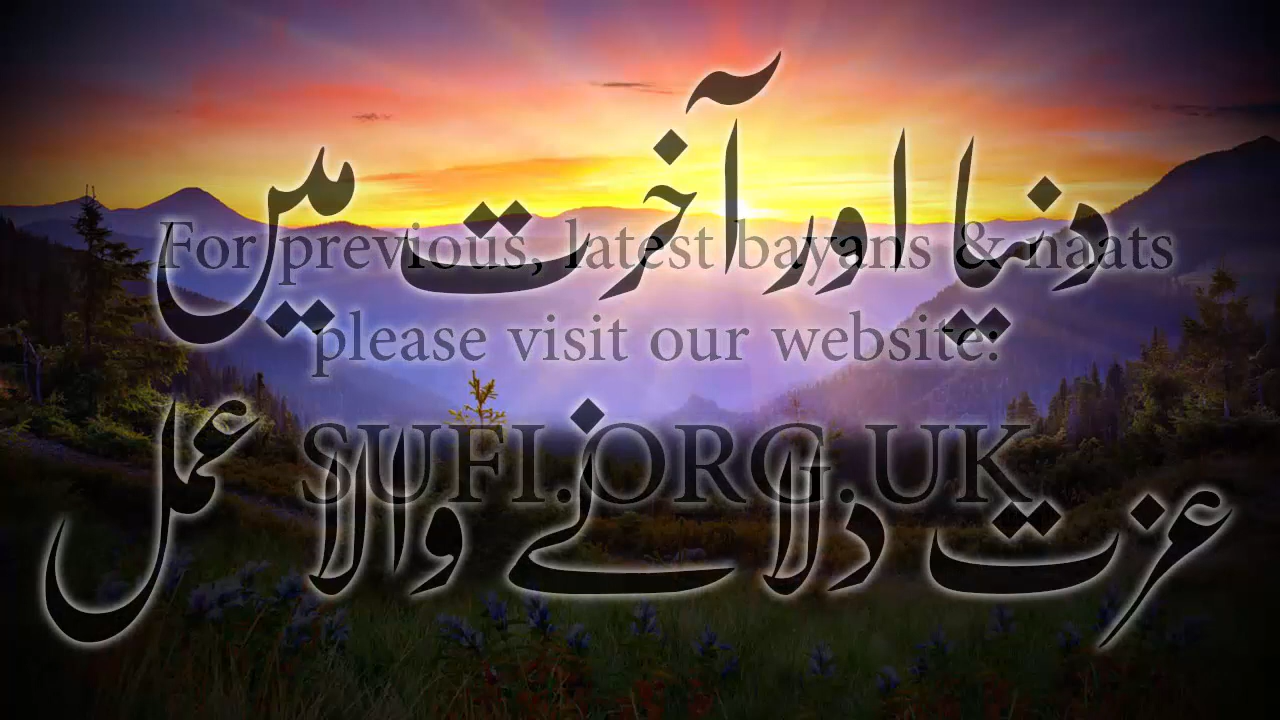 دنیا اور آخرت میں
For previous, latest bayans & naats
please visit our website:
SUFI.ORG.UK
عزت دلانے والا عمل